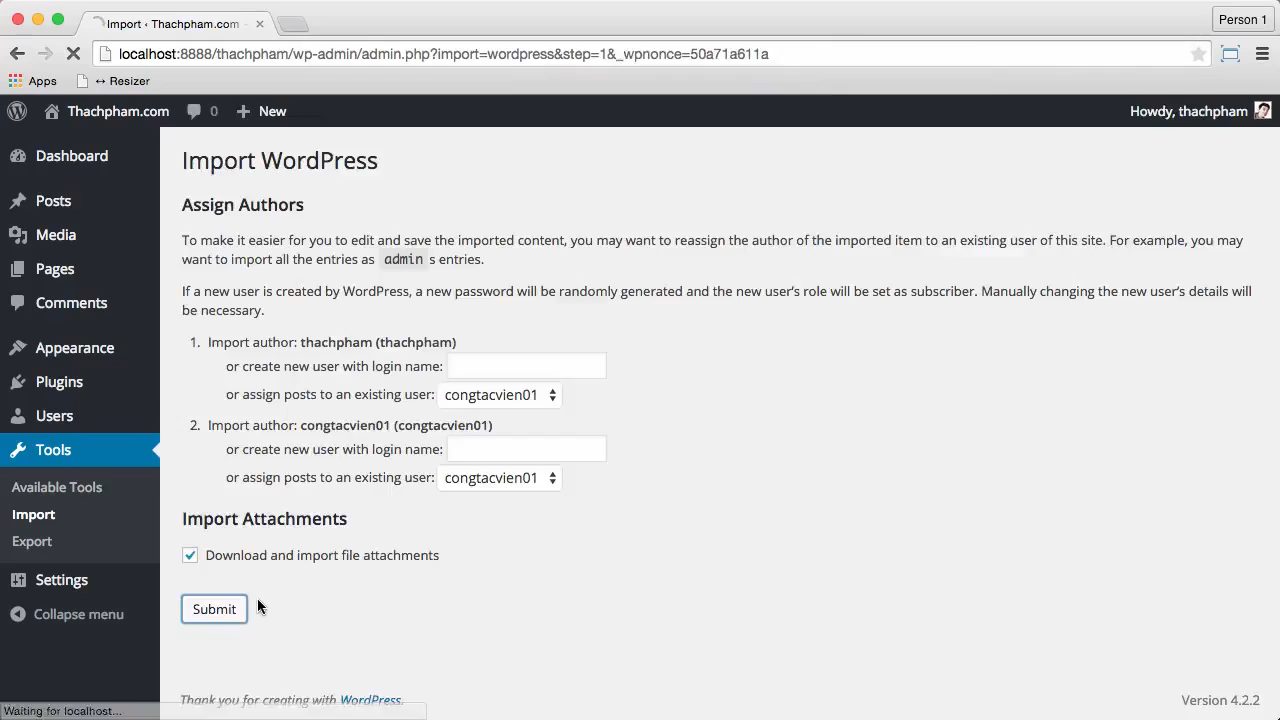 Import ‹ Thachpham.com
Person 1
localhost:8888/thachpham/wp-admin/admin.php?import=wordpress&step=1&_wpnonce=50a71a611a
Apps
↔ Resizer
Thachpham.com
0
New
Howdy, thachpham
Dashboard
Posts
Media
Pages
Comments
Appearance
Plugins
Users
Tools
Available Tools
Import
Export
Settings
Collapse menu
Import WordPress
Assign Authors
To make it easier for you to edit and save the imported content, you may want to reassign the author of the imported item to an existing user of this site. For example, you may
want to import all the entries as admin s entries.
If a new user is created by WordPress, a new password will be randomly generated and the new user's role will be set as subscriber. Manually changing the new user's details will
be necessary.
1. Import author: thachpham (thachpham)
or create new user with login name:
or assign posts to an existing user: congtacvien01
2. Import author: congtacvien01 (congtacvien01)
or create new user with login name:
or assign posts to an existing user: congtacvien01
Import Attachments
Download and import file attachments
Submit
Thank you for creating with WordPress.
Version 4.2.2
Waiting for localhost...